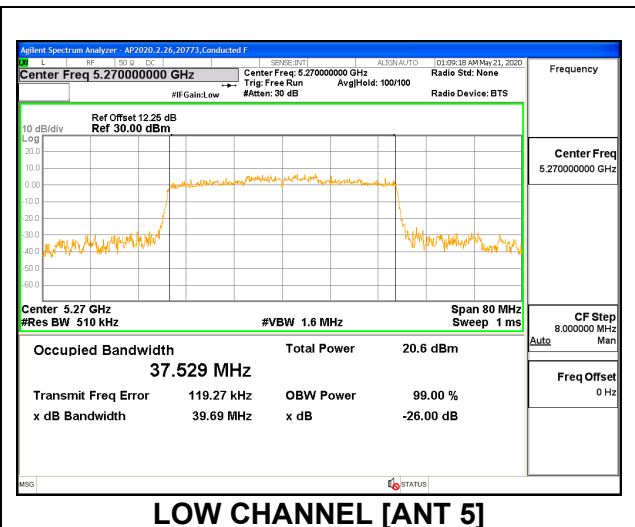 Agilent Spectrum Analyzer - AP2020.2.26,20773,Conducted F
L RF 50 Ω DC SENSE:INT ALIGN AUTO 01:09:18 AM May 21, 2020
Center Freq 5.270000000 GHz
Center Freq: 5.270000000 GHz
Radio Std: None
Trig: Free Run Avg|Hold: 100/100
#IFGain:Low #Atten: 30 dB Radio Device: BTS
Frequency
Ref Offset 12.25 dB
10 dB/div Ref 30.00 dBm
Log
20.0
10.0
0.00
-10.0
-20.0
-30.0
-40.0
-50.0
-60.0
Center 5.27 GHz Span 80 MHz
#Res BW 510 kHz #VBW 1.6 MHz Sweep 1 ms
Center Freq
5.270000000 GHz
CF Step
8.000000 MHz
Auto Man
Freq Offset
0 Hz
Occupied Bandwidth Total Power 20.6 dBm
37.529 MHz
Transmit Freq Error 119.27 kHz OBW Power 99.00 %
x dB Bandwidth 39.69 MHz x dB -26.00 dB
MSG STATUS
LOW CHANNEL [ANT 5]